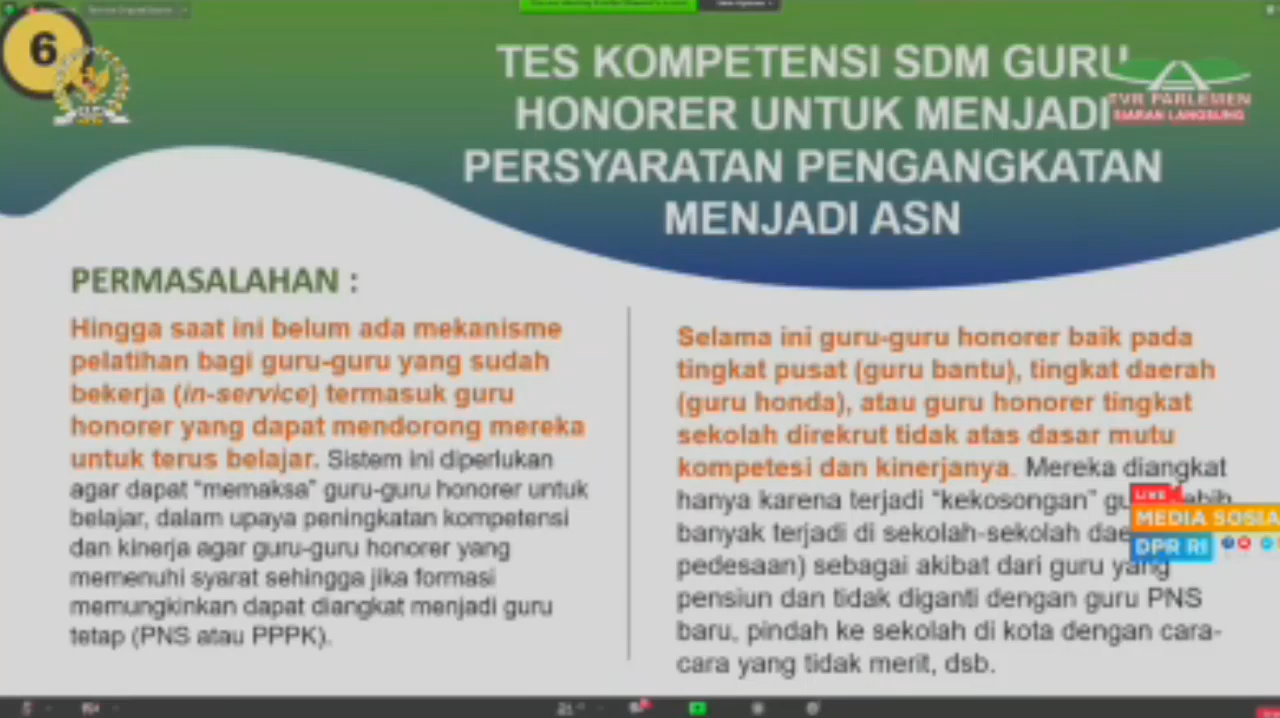 6
TES KOMPETENSI SDM GURU
HONORER UNTUK MENJADI
PERSYARATAN PENGANGKATAN
MENJADI ASN
TVR PARLEMEN
SIARAN LANGSUNG
PERMASALAHAN :
Hingga saat ini belum ada mekanisme
pelatihan bagi guru-guru yang sudah
bekerja (in-service) termasuk guru
honorer yang dapat mendorong mereka
untuk terus belajar. Sistem ini diperlukan
agar dapat “memaksa” guru-guru honorer untuk
belajar, dalam upaya peningkatan kompetensi
dan kinerja agar guru-guru honorer yang
memenuhi syarat sehingga jika formasi
memungkinkan dapat diangkat menjadi guru
tetap (PNS atau PPPK).
Selama ini guru-guru honorer baik pada
tingkat pusat (guru bantu), tingkat daerah
(guru honda), atau guru honorer tingkat
sekolah direkrut tidak atas dasar mutu
kompetesi dan kinerjanya. Mereka diangkat
hanya karena terjadi “kekosongan”
banyak terjadi di sekolah-sekolah
pedesaan) sebagai akibat dari guru yang
pensiun dan tidak diganti dengan guru PNS
baru, pindah ke sekolah di kota dengan cara-
cara yang tidak merit, dsb.
LIVE
MEDIA SOSIA
DPR RI